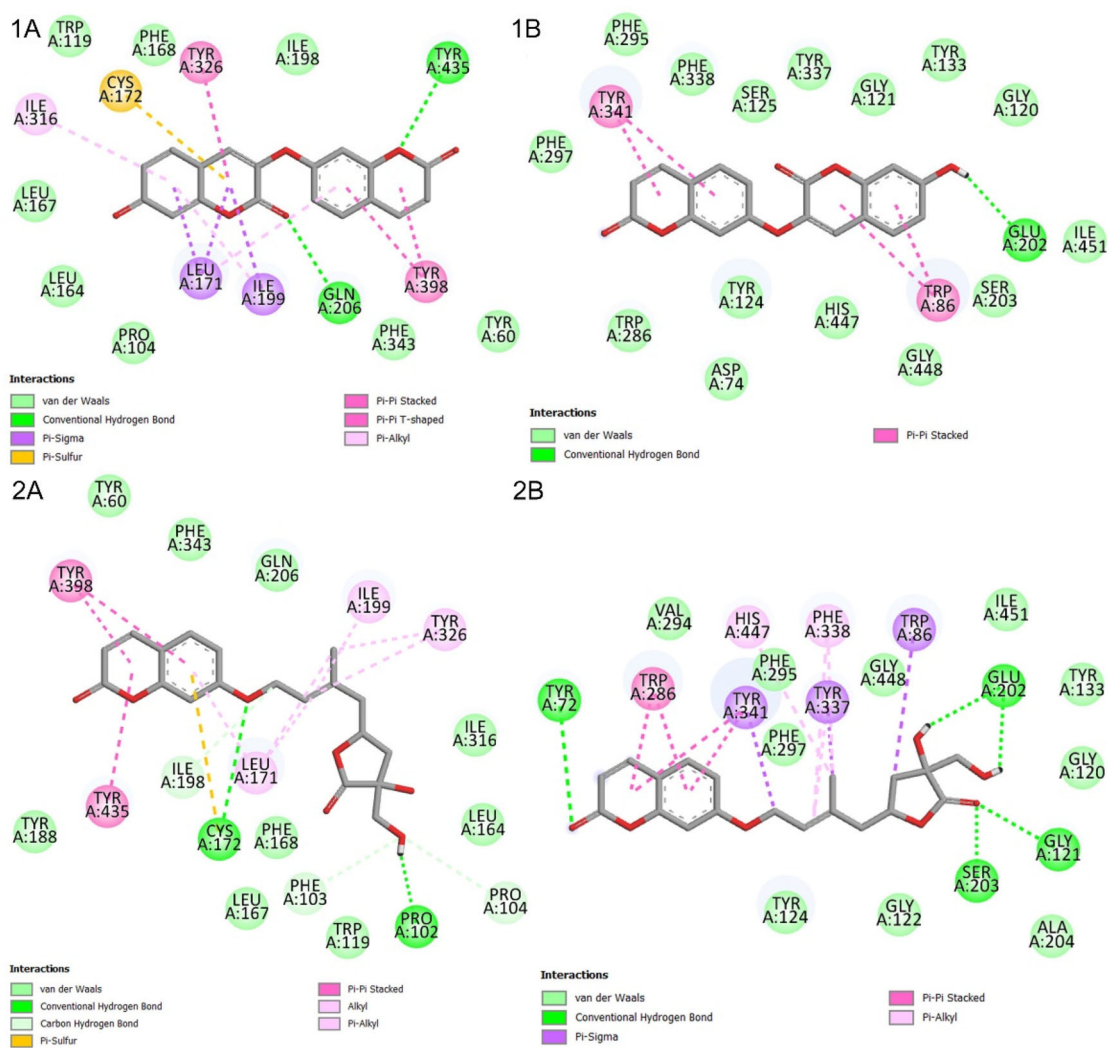 1A
TRP
A:119
PHE
A:168
TYR
A:326
ILE
A:198
TYR
A:435
CYS
A:172
ILE
A:316
LEU
A:167
LEU
A:164
PRO
A:104
LEU
A:171
ILE
A:199
GLN
A:206
PHE
A:343
TYR
A:398
TYR
A:60
Interactions
van der Waals
Conventional Hydrogen Bond
Pi-Sigma
Pi-Sulfur
Pi-Pi Stacked
Pi-Pi T-shaped
Pi-Alkyl
1B
PHE
A:295
PHE
A:338
TYR
A:341
SER
A:125
TYR
A:337
GLY
A:121
TYR
A:133
GLY
A:120
PHE
A:297
GLU
A:202
ILE
A:451
TYR
A:124
HIS
A:447
TRP
A:86
SER
A:203
TRP
A:286
ASP
A:74
GLY
A:448
Interactions
van der Waals
Conventional Hydrogen Bond
Pi-Pi Stacked
2A
TYR
A:60
PHE
A:343
GLN
A:206
TYR
A:398
ILE
A:199
TYR
A:326
ILE
A:316
ILE
A:198
LEU
A:171
TYR
A:435
TYR
A:188
CYS
A:172
PHE
A:168
LEU
A:164
LEU
A:167
PHE
A:103
TRP
A:119
PRO
A:102
PRO
A:104
Interactions
van der Waals
Conventional Hydrogen Bond
Carbon Hydrogen Bond
Pi-Sulfur
Pi-Pi Stacked
Alkyl
Pi-Alkyl
2B
VAL
A:294
HIS
A:447
PHE
A:338
TRP
A:86
ILE
A:451
TYR
A:72
TRP
A:286
PHE
A:295
TYR
A:341
TYR
A:337
GLY
A:448
GLU
A:202
TYR
A:133
PHE
A:297
GLY
A:120
GLY
A:121
SER
A:203
TYR
A:124
GLY
A:122
ALA
A:204
Interactions
van der Waals
Conventional Hydrogen Bond
Pi-Sigma
Pi-Pi Stacked
Pi-Alkyl